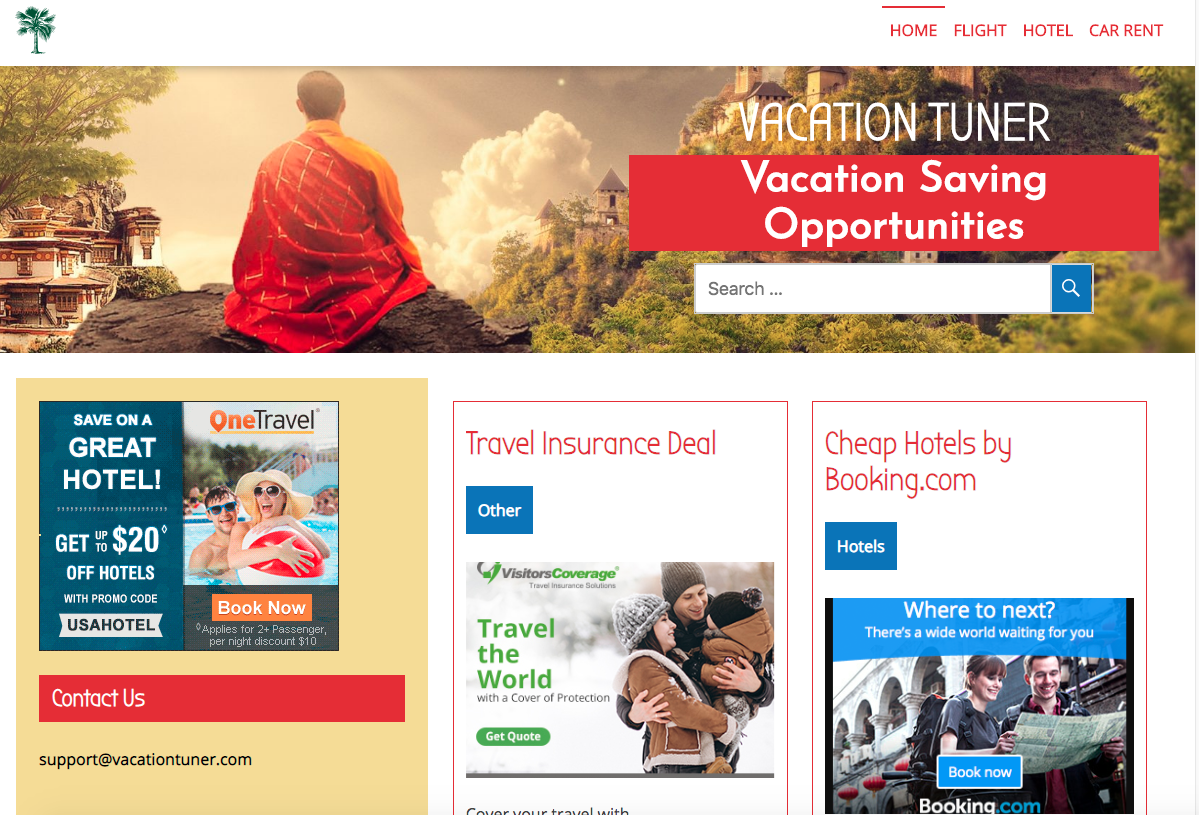 HOME FLIGHT HOTEL CAR RENT
VACATION TUNER
Vacation Saving
Opportunities
Search ...
SAVE ON A
GREAT
HOTEL!
GET UP TO $20◊
OFF HOTELS
WITH PROMO CODE
USAHOTEL
OneTravel®
Book Now
◊Applies for 2+ Passenger,
per night discount $10
Contact Us
support@vacationtuner.com
Travel Insurance Deal
Other
VisitorsCoverage®
Travel Insurance Solutions
Travel
the
World
with a Cover of Protection
Get Quote
Cover your travel with
Cheap Hotels by
Booking.com
Hotels
Where to next?
There's a wide world waiting for you
Book now
Booking.com